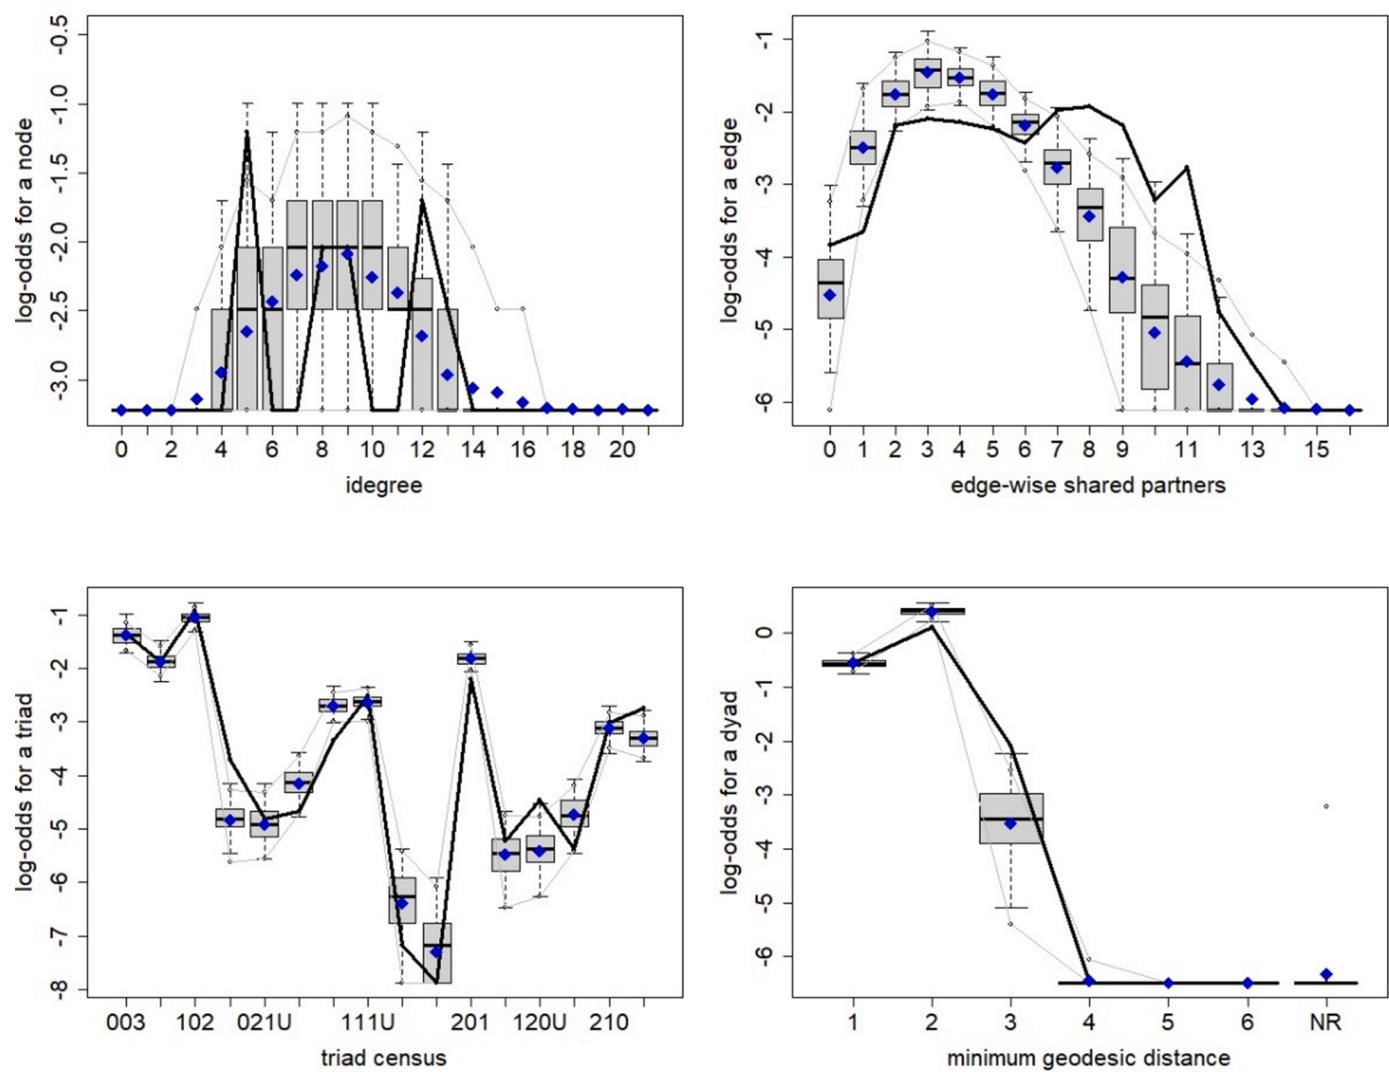 log-odds for a node
-0.5
-1.0
-1.5
-2.0
-2.5
-3.0
0 2 4 6 8 10 12 14 16 18 20
idegree
log-odds for a edge
-1
-2
-3
-4
-5
-6
0 1 2 3 4 5 6 7 8 9 11 13 15
edge-wise shared partners
log-odds for a triad
-1
-2
-3
-4
-5
-6
-7
-8
003 102 021U 111U 201 120U 210
triad census
log-odds for a dyad
0
-1
-2
-3
-4
-5
-6
1 2 3 4 5 6 NR
minimum geodesic distance